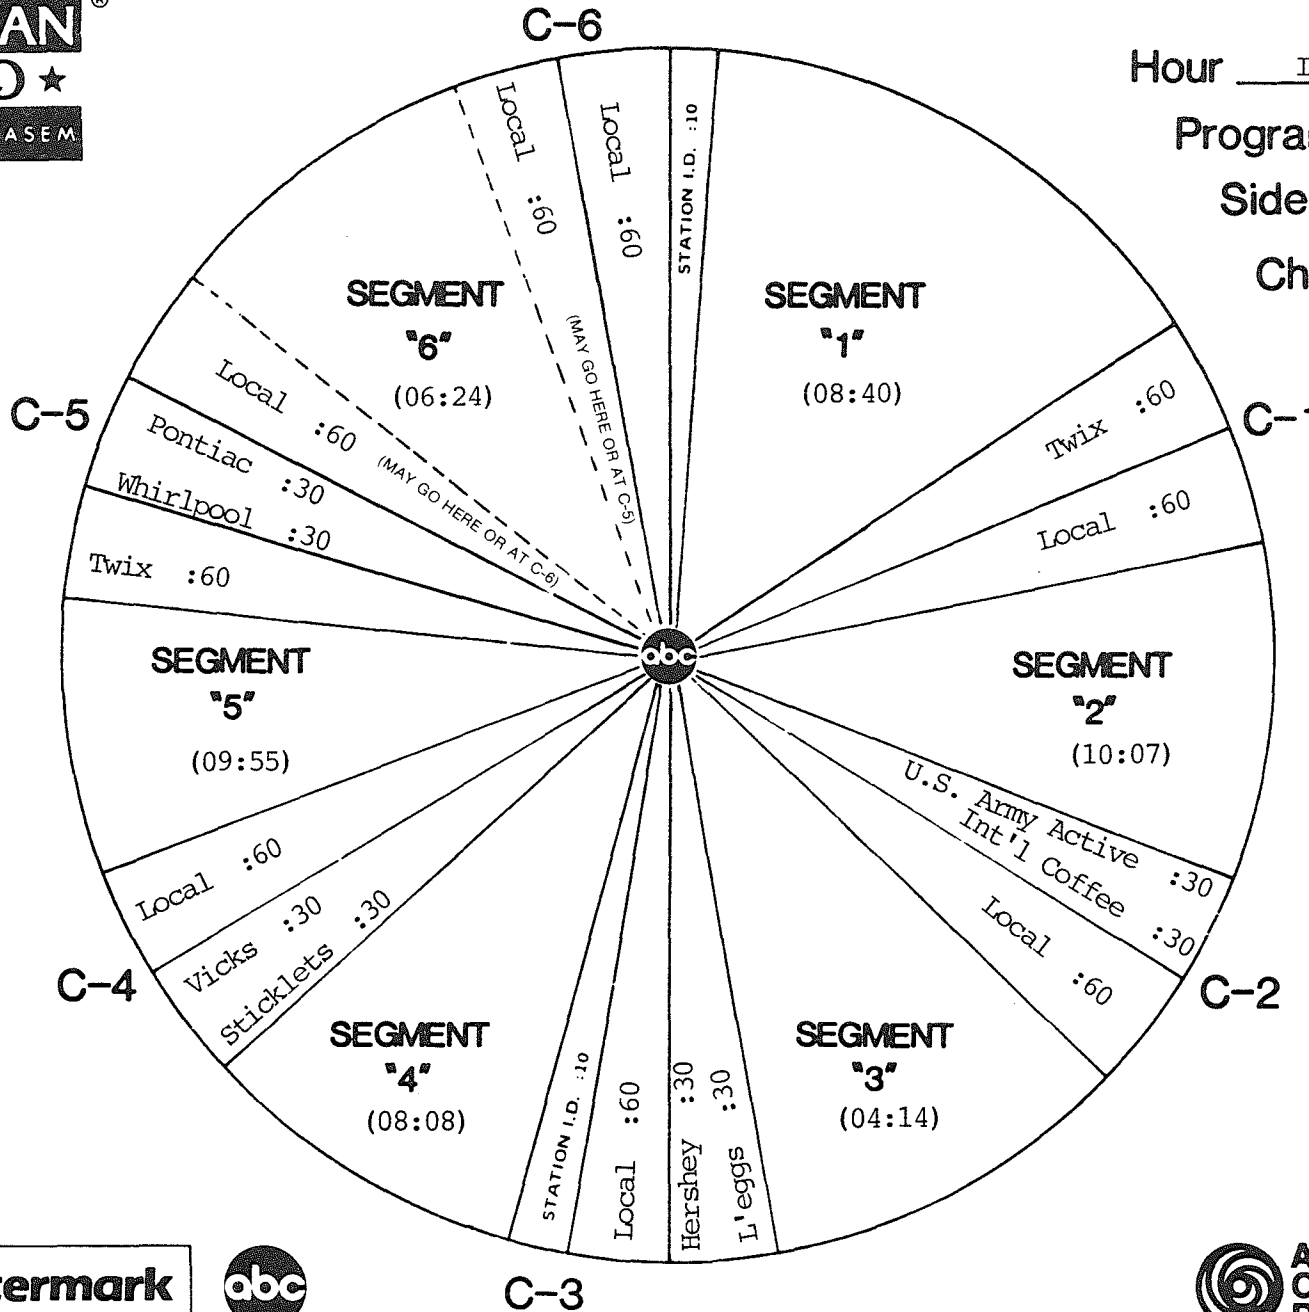 C-6
Hour
Local :60
Local :60
STATION I.D. :10
SEGMENT
"1"
(08:40)
Twix :60
C-1
Local :60
SEGMENT
"2"
(10:07)
U.S. Army Active :30
Int'l Coffee :30
C-2
Local :60
SEGMENT
"3"
(04:14)
L'eggs :30
Hershey :30
C-3
Local :60
STATION I.D. :10
SEGMENT
"4"
(08:08)
Sticklets :30
Vicks :30
C-4
Local :60
SEGMENT
"5"
(09:55)
Twix :60
Whirlpool :30
Pontiac :30
C-5
Local :60
(MAY GO HERE OR AT C-6)
SEGMENT
"6"
(06:24)
(MAY GO HERE OR AT C-5)
abc
Side
abc